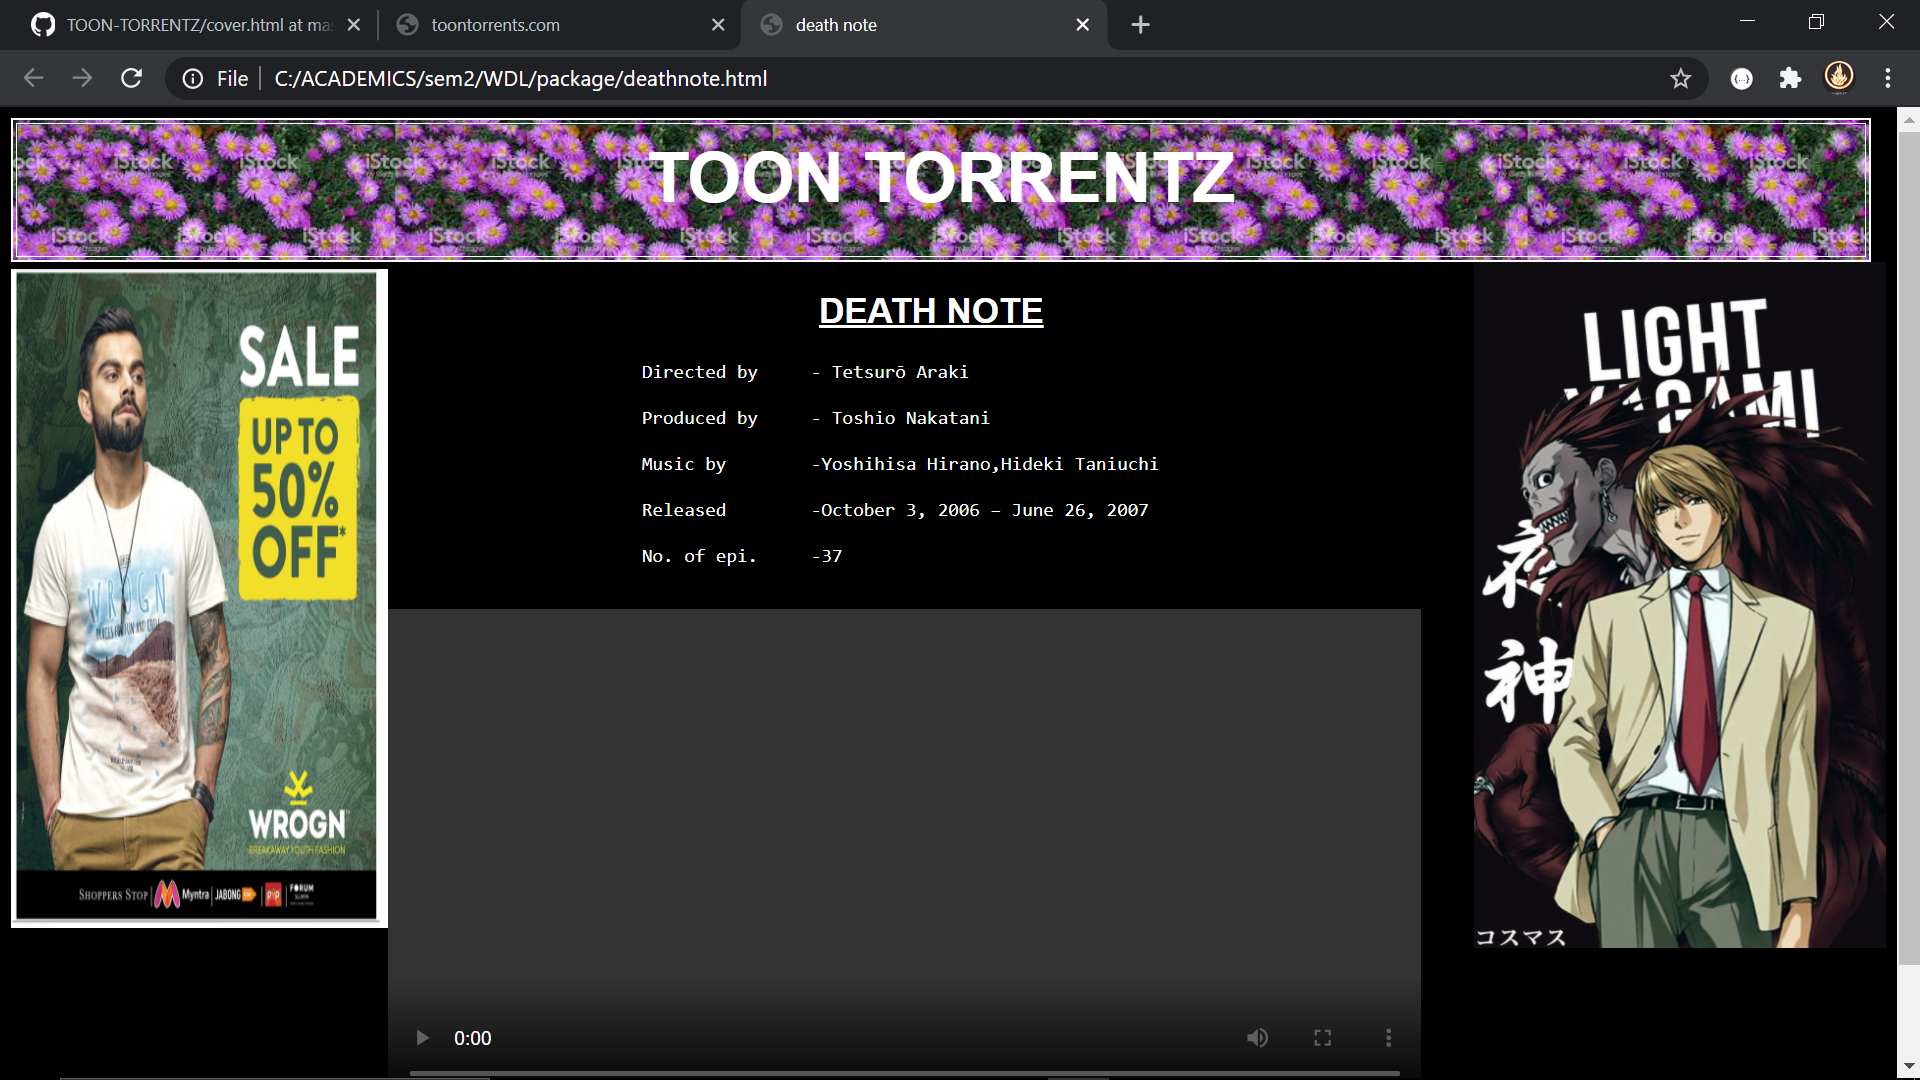 TOON-TORRENTZ/cover.html at mas
toontorrents.com
death note
File
C:/ACADEMICS/sem2/WDL/package/deathnote.html
TOON TORRENTZ
iStock
SALE
UP TO
50%
OFF*
WROGN
WROGN
BREAKAWAY YOUTH FASHION
SHOPPERS STOP | Myntra | JABONG | | FORUM
DEATH NOTE
Directed by - Tetsurō Araki
Produced by - Toshio Nakatani
Music by -Yoshihisa Hirano,Hideki Taniuchi
Released -October 3, 2006 – June 26, 2007
No. of epi. -37
0:00
LIGHT
YAGAMI
神
コスマス